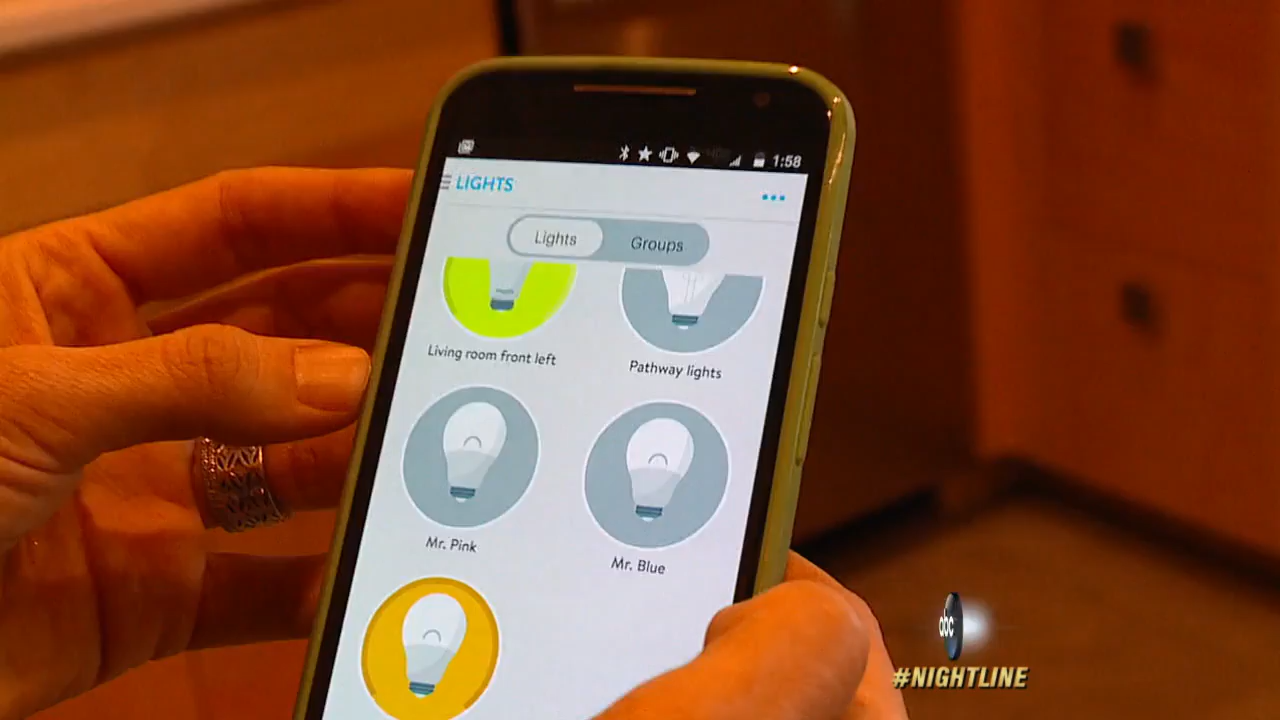 1:58
LIGHTS
Lights
Groups
Living room front left
Pathway lights
Mr. Pink
Mr. Blue
abc
#NIGHTLINE